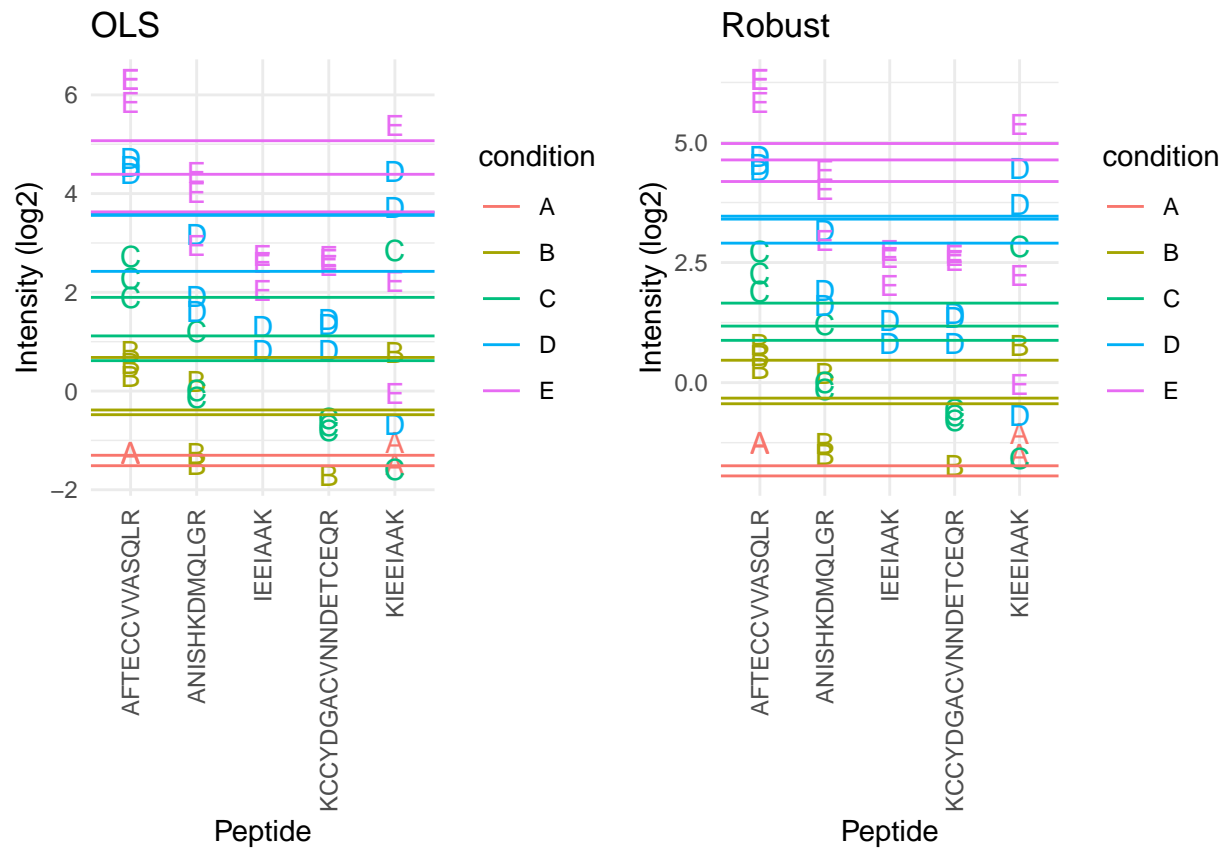 OLS
Intensity (log2)
6
4
2
0
−2
AFTECCVVASQLR
ANISHKDMQLGR
IEEIAAK
KCCYDGACVNNDETCEQR
KIEEIAAK
Peptide
condition
A
B
C
D
E
Robust
Intensity (log2)
5.0
2.5
0.0
AFTECCVVASQLR
ANISHKDMQLGR
IEEIAAK
KCCYDGACVNNDETCEQR
KIEEIAAK
Peptide
condition
A
B
C
D
E